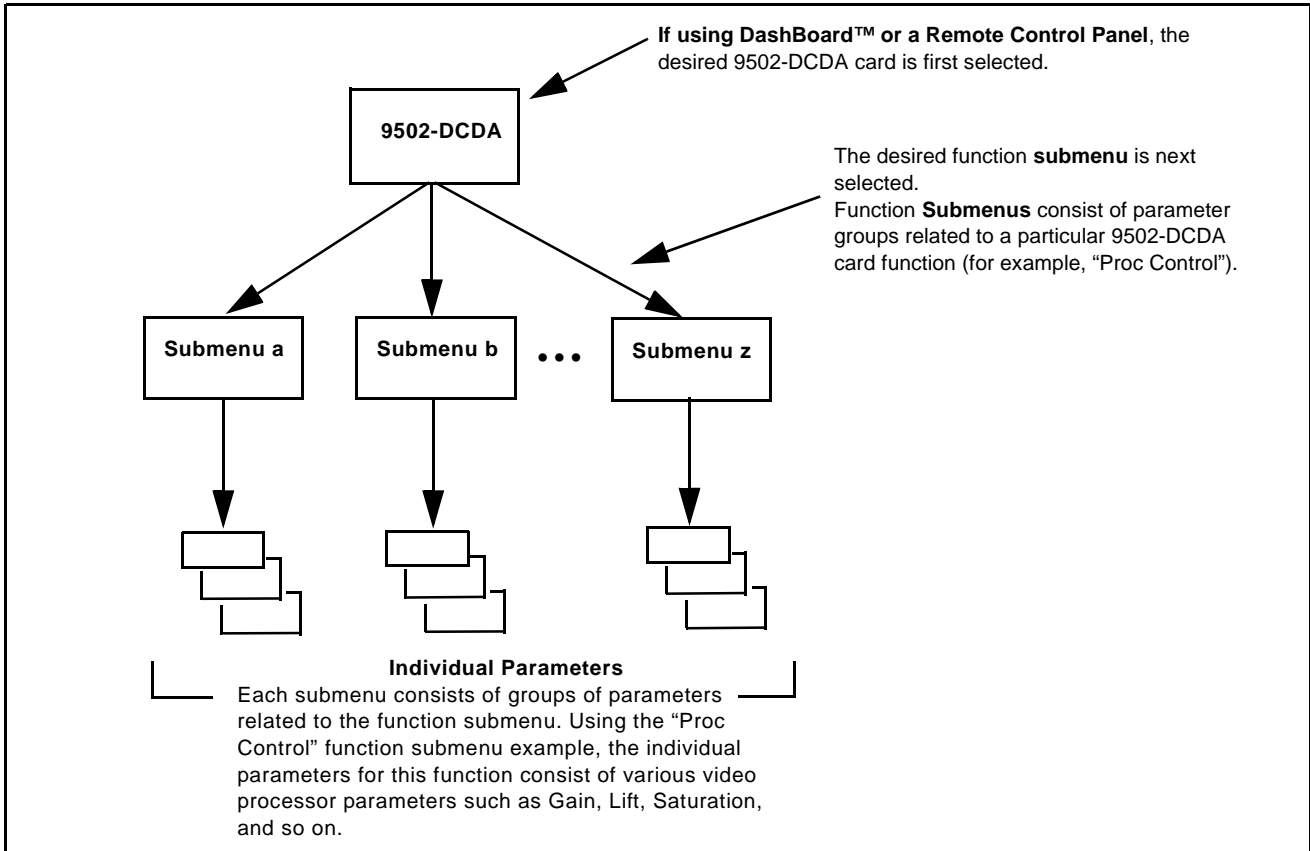 If using DashBoard™ or a Remote Control Panel, the
desired 9502-DCDA card is first selected.
9502-DCDA
The desired function submenu is next
selected.
Function Submenus consist of parameter
groups related to a particular 9502-DCDA
card function (for example, “Proc Control”).
Submenu a
Submenu b
•••
Submenu z
Individual Parameters
Each submenu consists of groups of parameters
related to the function submenu. Using the “Proc
Control” function submenu example, the individual
parameters for this function consist of various video
processor parameters such as Gain, Lift, Saturation,
and so on.